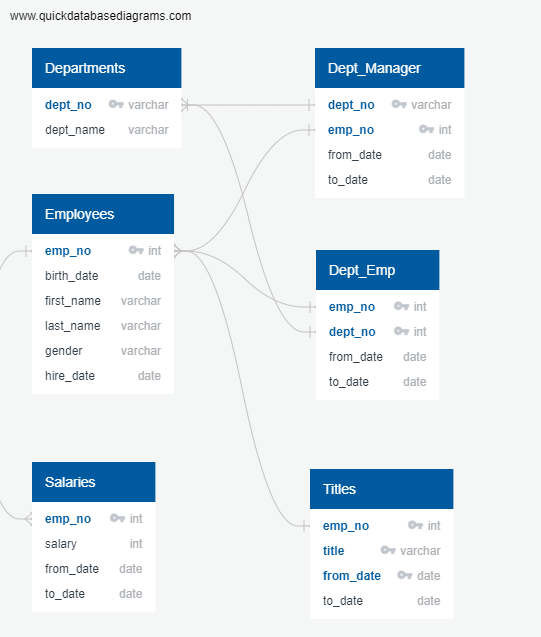 www.quickdatabasediagrams.com
Departments
dept_no varchar
dept_name varchar
Dept_Manager
dept_no varchar
emp_no int
from_date date
to_date date
Employees
emp_no int
birth_date date
first_name varchar
last_name varchar
gender varchar
hire_date date
Dept_Emp
emp_no int
dept_no int
from_date date
to_date date
Salaries
emp_no int
salary int
from_date date
to_date date
Titles
emp_no int
title varchar
from_date date
to_date date